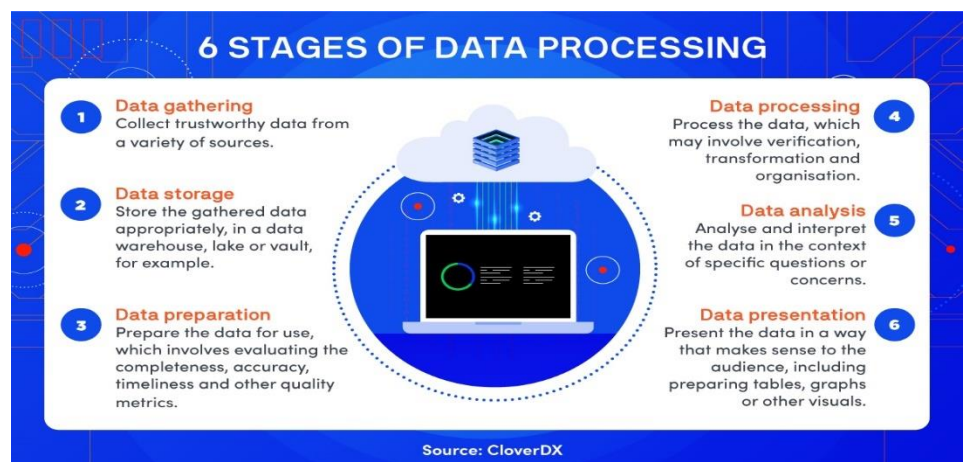 6 STAGES OF DATA PROCESSING
1
Data gathering
Collect trustworthy data from
a variety of sources.
2
Data storage
Store the gathered data
appropriately, in a data
warehouse, lake or vault,
for example.
3
Data preparation
Prepare the data for use,
which involves evaluating the
completeness, accuracy,
timeliness and other quality
metrics.
4
Data processing
Process the data, which
may involve verification,
transformation and
organisation.
5
Data analysis
Analyse and interpret
the data in the context
of specific questions or
concerns.
6
Data presentation
Present the data in a way
that makes sense to the
audience, including
preparing tables, graphs
or other visuals.
Source: CloverDX